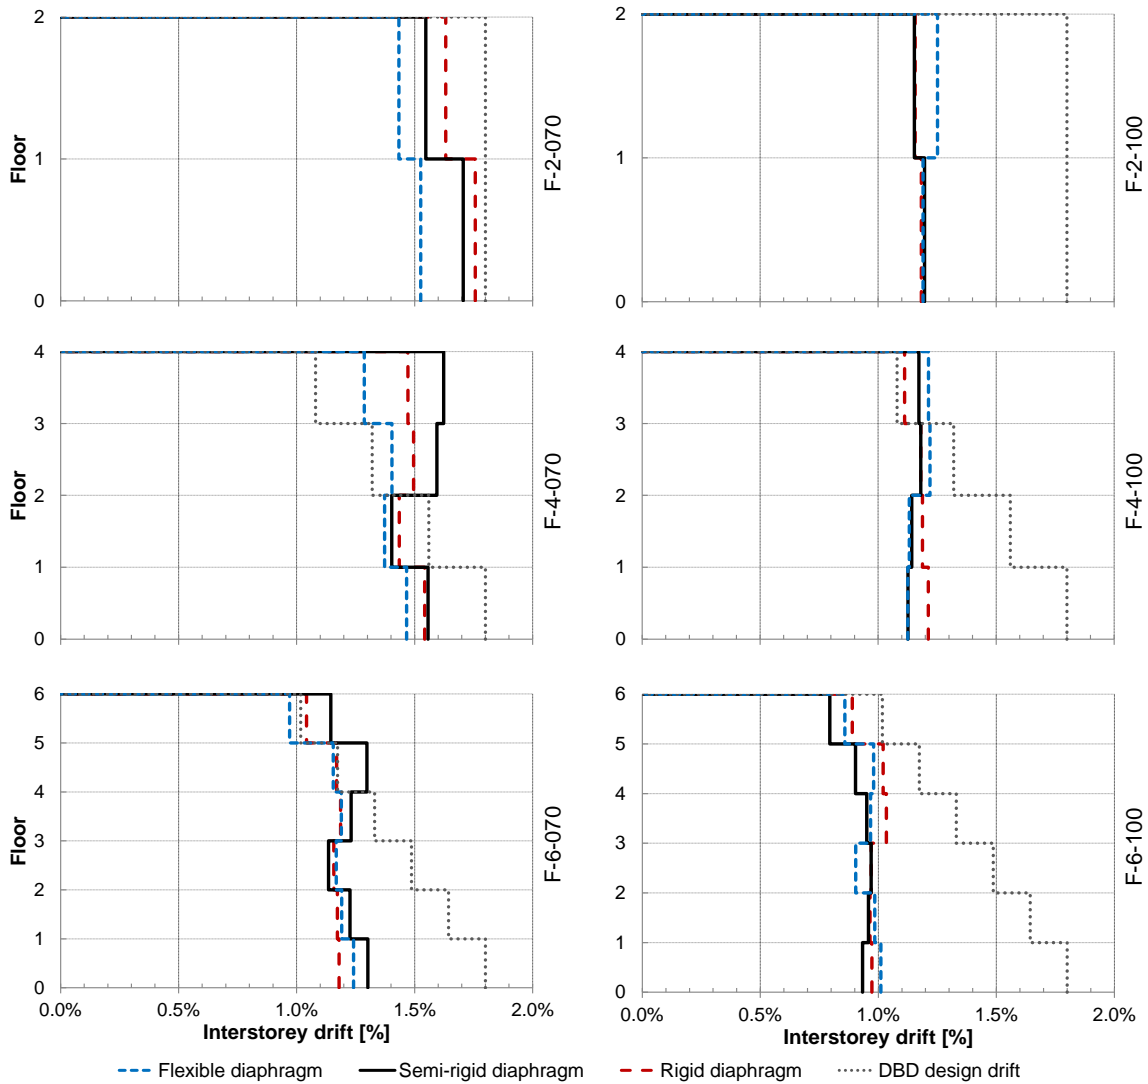 2
1
0
Floor
F-2-070
0.0%
0.5%
1.0%
1.5%
2.0%
2
1
0
F-2-100
4
3
2
1
0
Floor
F-4-070
4
3
2
1
0
F-4-100
6
5
4
3
2
1
0
Floor
F-6-070
0.0%
0.5%
1.0%
1.5%
2.0%
Interstorey drift [%]
6
5
4
3
2
1
0
F-6-100
Interstorey drift [%]
Flexible diaphragm
Semi-rigid diaphragm
Rigid diaphragm
DBD design drift